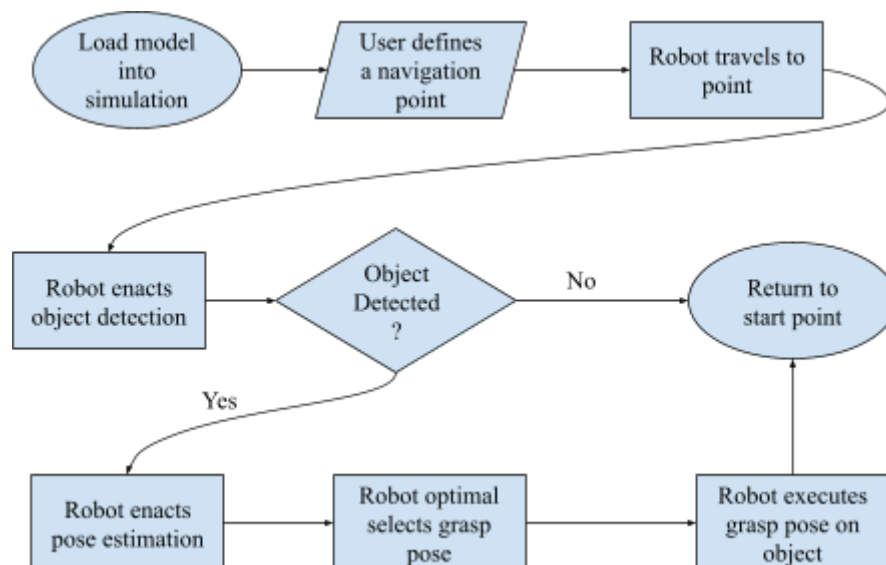 Load model
into
simulation
User defines
a navigation
point
Robot travels to
point
Robot enacts
object detection
Object
Detected
?
No
Return to
start point
Yes
Robot enacts
pose estimation
Robot optimal
selects grasp
pose
Robot executes
grasp pose on
object